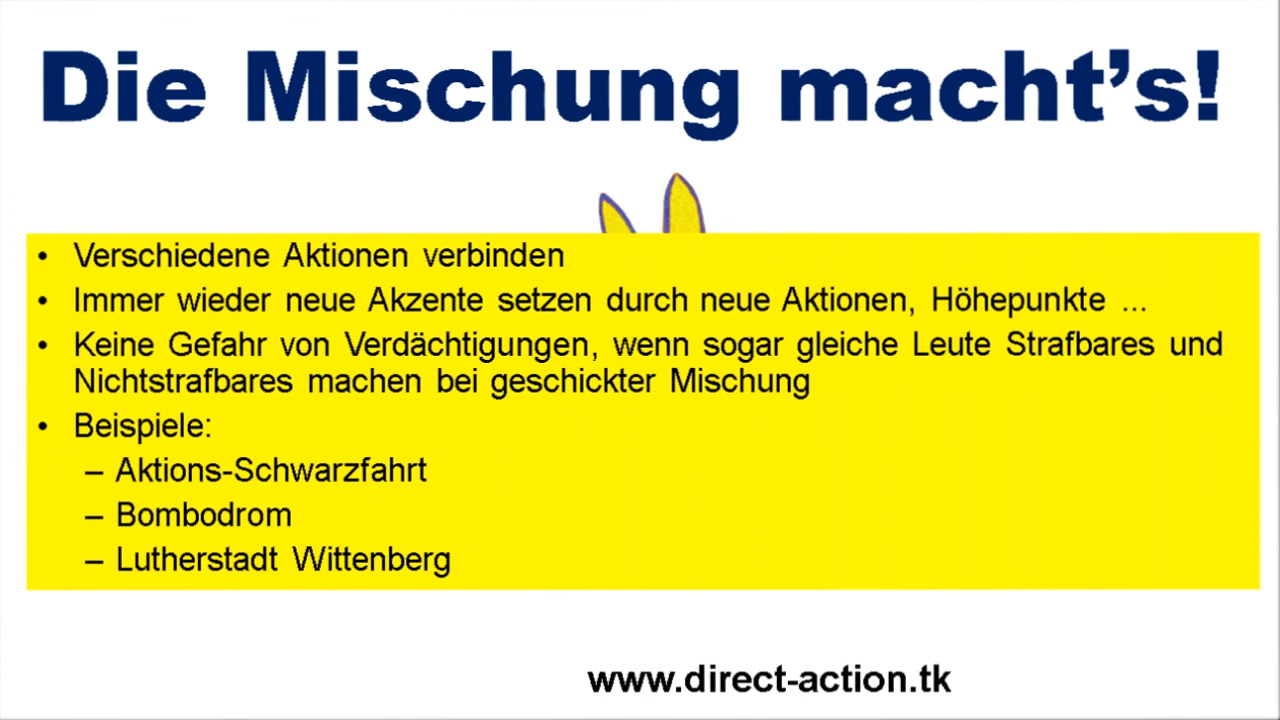 Die Mischung macht’s!
• Verschiedene Aktionen verbinden
• Immer wieder neue Akzente setzen durch neue Aktionen, Höhepunkte ...
• Keine Gefahr von Verdächtigungen, wenn sogar gleiche Leute Strafbares und
Nichtstrafbares machen bei geschickter Mischung
• Beispiele:
– Aktions-Schwarzfahrt
– Bombodrom
– Lutherstadt Wittenberg
www.direct-action.tk